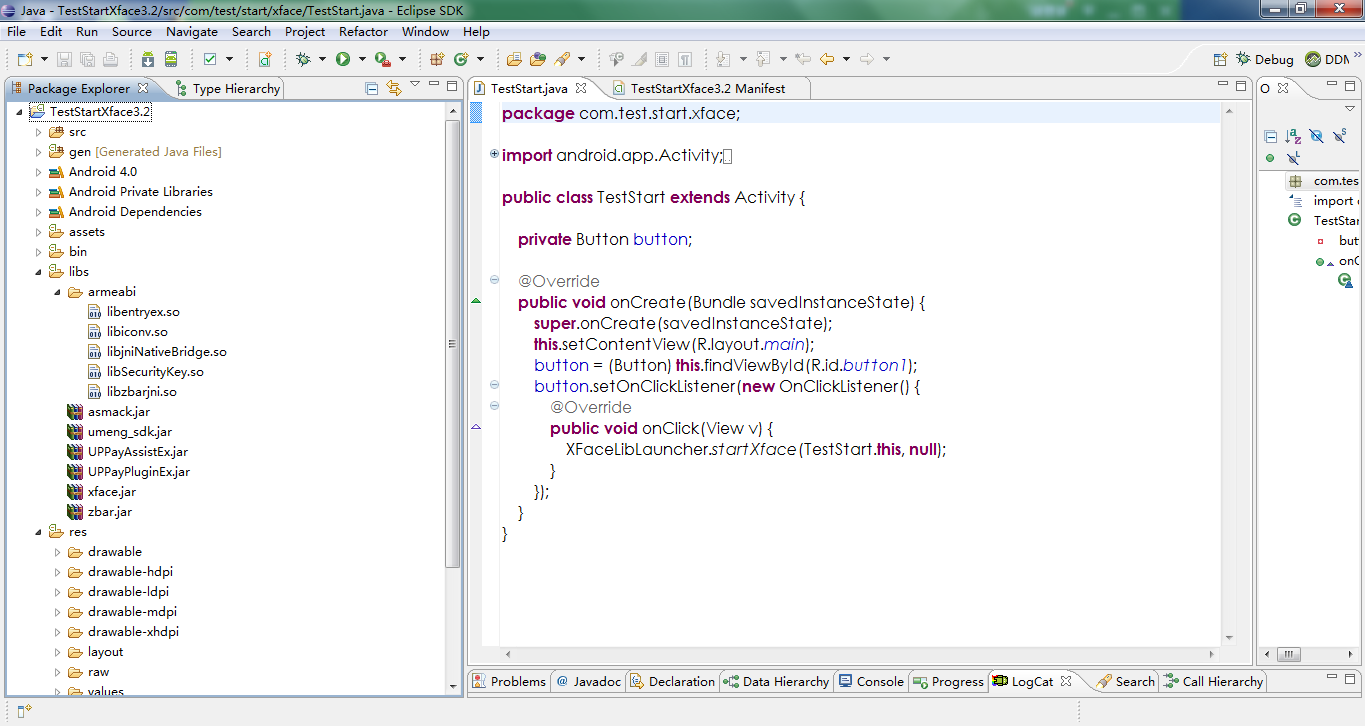 Java - TestStartXface3.2/src/com/test/start/xface/TestStart.java - Eclipse SDK
File Edit Run Source Navigate Search Project Refactor Window Help
Debug DDM
Package Explorer Type Hierarchy
TestStartXface3.2
src
gen [Generated Java Files]
Android 4.0
Android Private Libraries
Android Dependencies
assets
bin
libs
armeabi
libentryex.so
libiconv.so
libjniNativeBridge.so
libSecurityKey.so
libzbarjni.so
asmack.jar
umeng_sdk.jar
UPPayAssistEx.jar
UPPayPluginEx.jar
xface.jar
zbar.jar
res
drawable
drawable-hdpi
drawable-ldpi
drawable-mdpi
drawable-xhdpi
layout
raw
values
TestStart.java TestStartXface3.2 Manifest
package com.test.start.xface;
import android.app.Activity;
public class TestStart extends Activity {
private Button button;
@Override
public void onCreate(Bundle savedInstanceState) {
super.onCreate(savedInstanceState);
this.setContentView(R.layout.main);
button = (Button) this.findViewById(R.id.button1);
button.setOnClickListener(new OnClickListener() {
@Override
public void onClick(View v) {
XFaceLibLauncher.startXface(TestStart.this, null);
}
});
}
}
O
com.tes
import
TestStar
but
onC
Problems @ Javadoc Declaration Data Hierarchy Console Progress LogCat Search Call Hierarchy